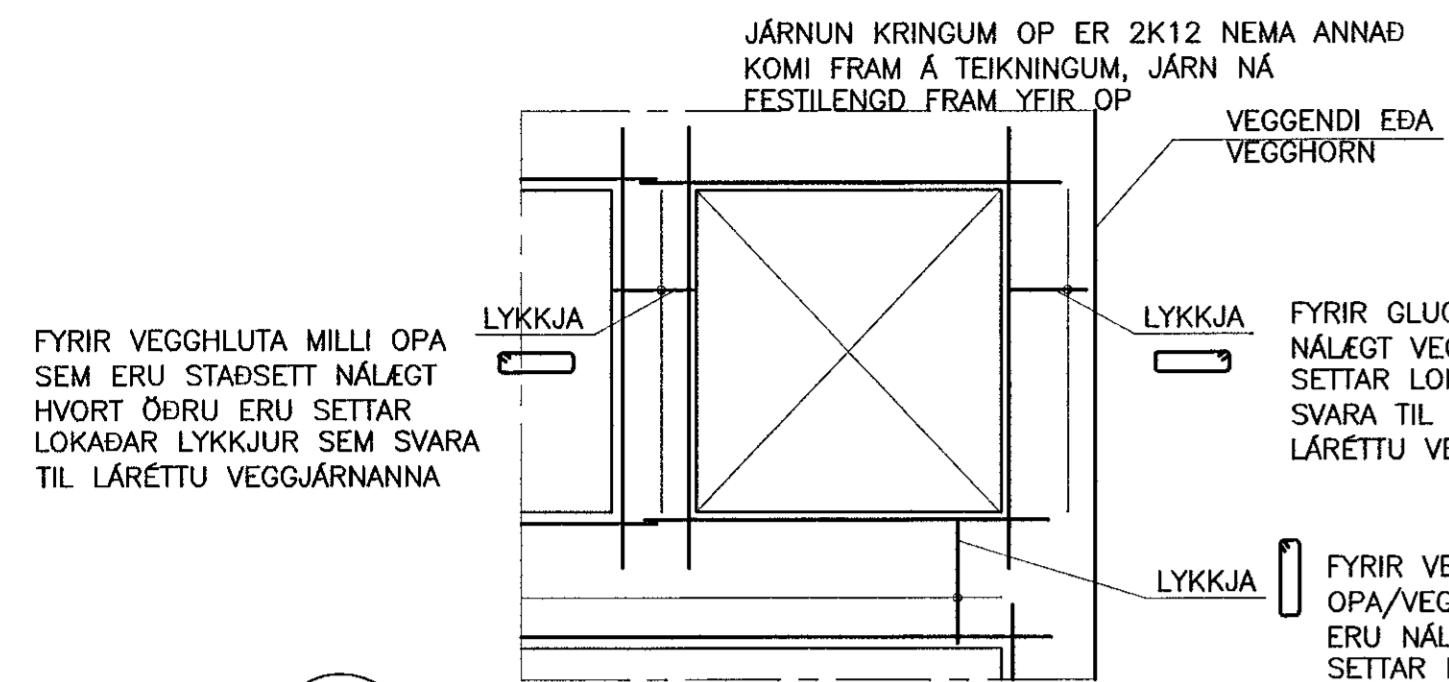 JÁRNUN KRINGUM OP ER 2K12 NEMA ANNAÐ
KOMI FRAM Á TEIKNINGUM, JÁRN NÁ
FESTILENGD FRAM YFIR OP
VEGGENDI EÐA
VEGGHORN
LYKKJA
FYRIR VEGGHLUTA MILLI OPA
SEM ERU STAÐSETT NÁLÆGT
HVORT ÖÐRU ERU SETTAR
LOKAÐAR LYKKJUR SEM SVARA
TIL LÁRÉTTU VEGGJÁRNANNA
LYKKJA
FYRIR
NÁLÆGT
SETTAR
SVARA TIL
LÁRÉTTU
LYKKJA
FYRIR
ERU
SETTAR